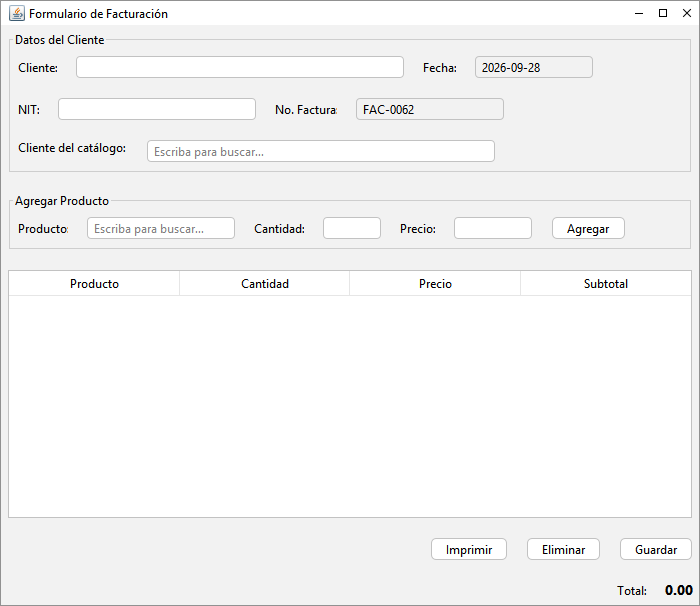 Formulario de Facturación
Datos del Cliente
Cliente: Fecha: 2026-09-28
NIT: No. Factura: FAC-0062
Cliente del catálogo: Escriba para buscar...
Agregar Producto
Producto: Escriba para buscar... Cantidad: Precio: Agregar
Producto Cantidad Precio Subtotal
Imprimir Eliminar Guardar
Total: 0.00